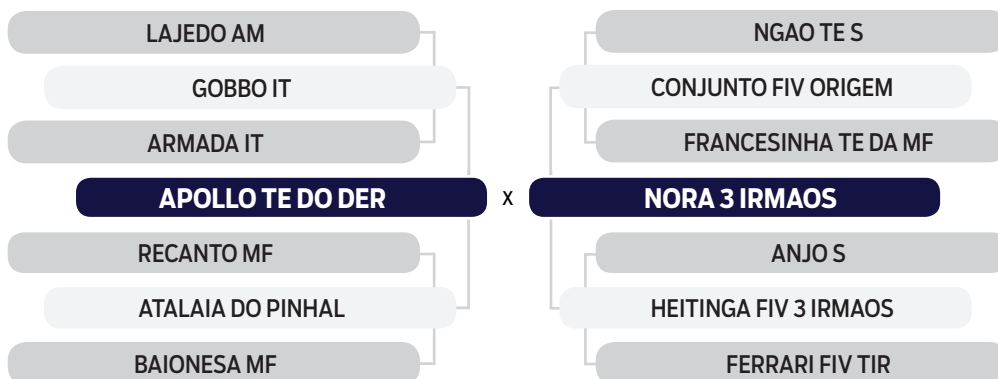 LAJEDO AM
GOBBO IT
ARMADA IT
APOLLO TE DO DER
RECANTO MF
ATALAIA DO PINHAL
BAIONESA MF
x
NGAO TE S
CONJUNTO FIV ORIGEM
FRANCESINHA TE DA MF
NORA 3 IRMAOS
ANJO S
HEITINGA FIV 3 IRMAOS
FERRARI FIV TIR